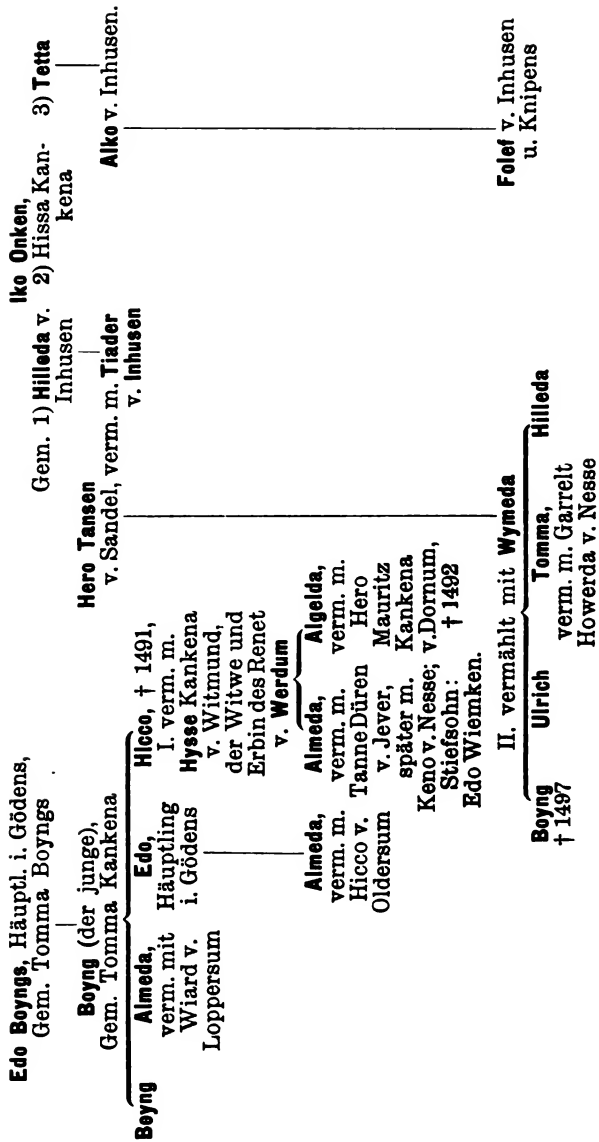 Edo Boyngs, Häuptl. i. Gödens,
Gem. Tomma Boyngs
Boyng (der junge),
Gem. Tomma Kankena
Boyng
Almeda,
verm. mit
Wiard v.
Loppersum
Edo,
Häuptling
i. Gödens
Hicco, † 1491,
I. verm. m.
Hysse Kankena
v. Witmund,
der Witwe und
Erbin des Renet
v. Werdum
Almeda,
verm. m.
Hicco v.
Oldersum
Almeda,
verm. m.
Tanne Düren
v. Jever,
später m.
Keno v. Nesse;
Stiefsohn:
Edo Wiemken.
Algelda,
verm. m.
Hero
Mauritz
Kankena
v. Dornum,
† 1492
Iko Onken,
Gem. 1) Hilleda v.
Inhusen
2) Hissa Kan-
kena
3) Tetta
Hero Tansen
v. Sandel, verm. m. Tiader
v. Inhusen
Alko v. Inhusen.
II. vermählt mit Wymeda
Boyng
† 1497
Ulrich
Tomma,
verm. m. Garrelt
Howerda v. Nesse
Hilleda
Folef v. Inhusen
u. Knipens